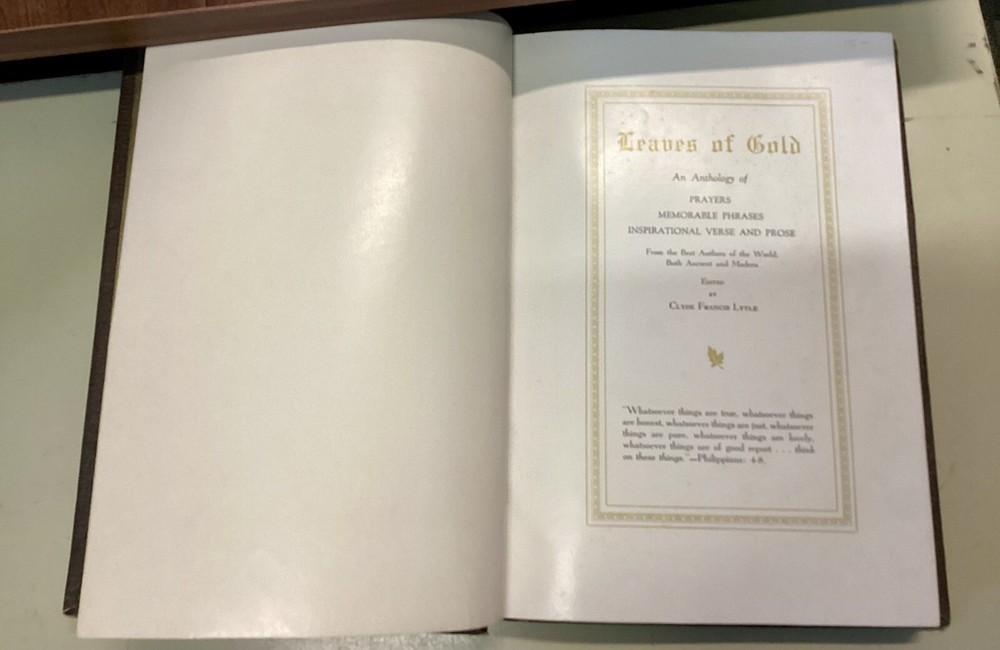 Leaves of Gold
An Anthology of
PRAYERS
MEMORABLE PHRASES
INSPIRATIONAL VERSE AND PROSE
From the Best Authors of the World,
Both Ancient and Modern
EDITED
BY
CLYDE FRANCIS LYTLE
"Whatsoever things are true, whatsoever things
are honest, whatsoever things are just, whatsoever
things are pure, whatsoever things are lovely,
whatsoever things are of good report . . . think
on these things."—Philippians: 4-8.